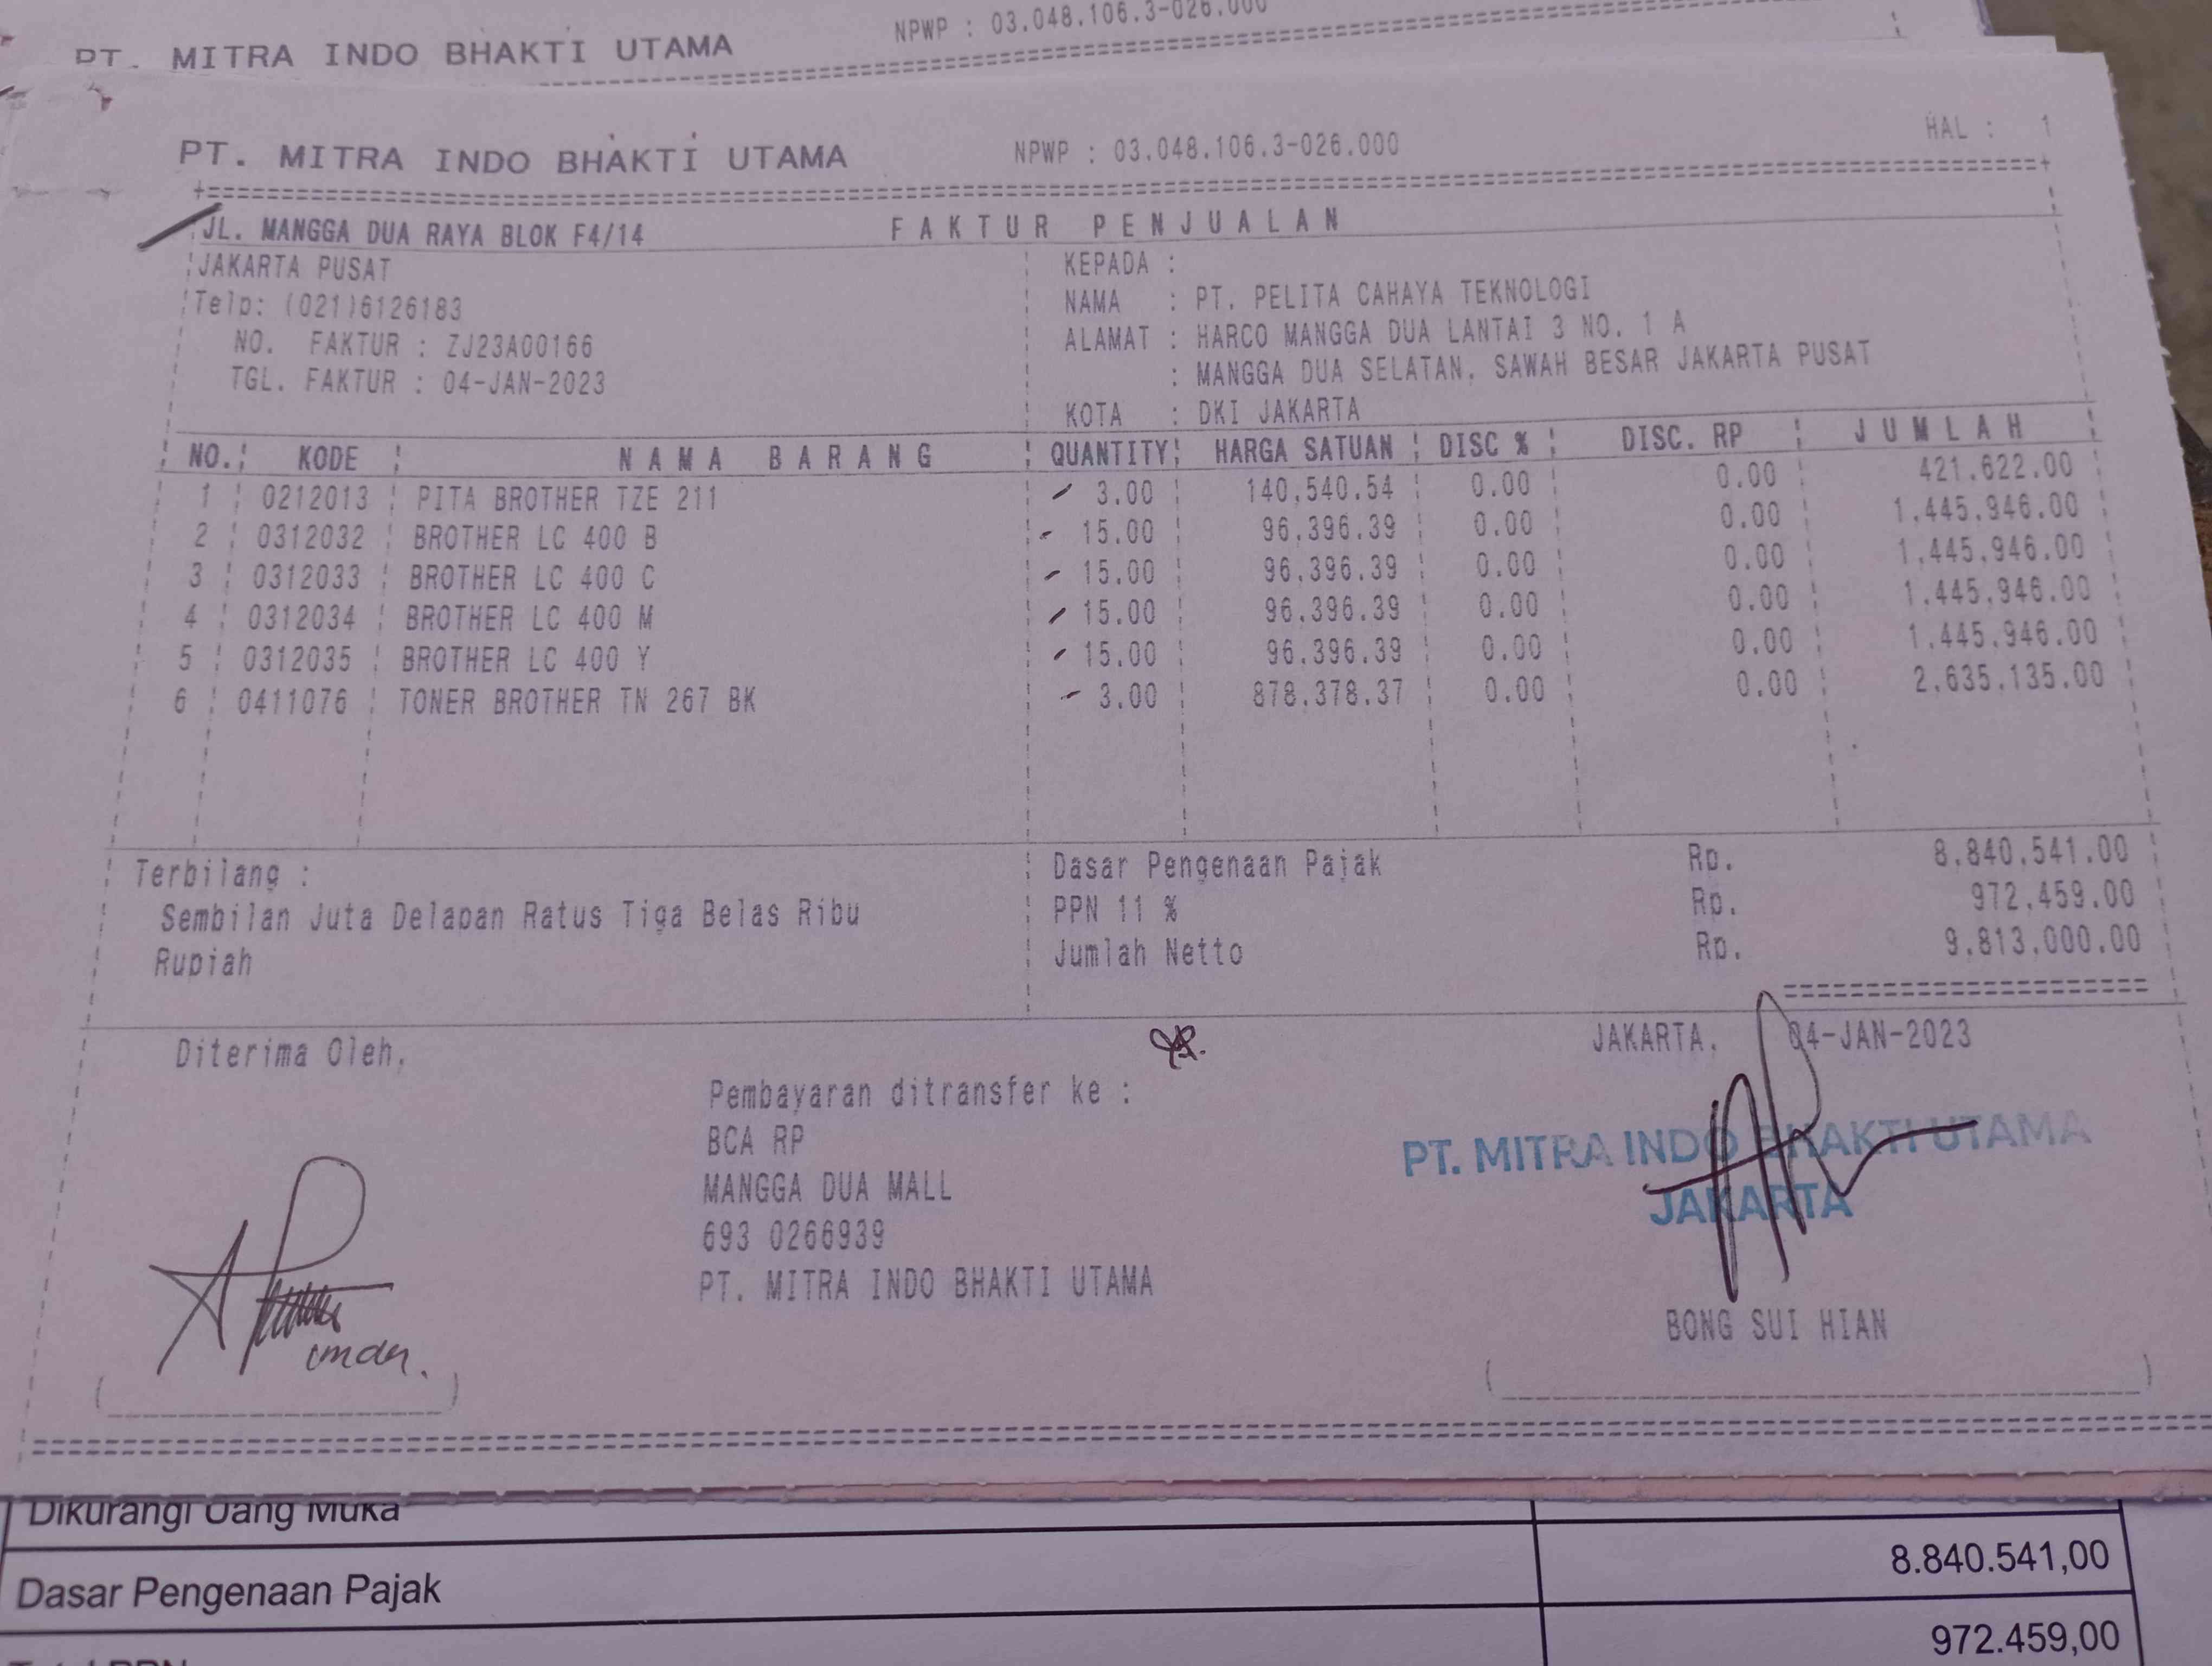 PT. MITRA INDO BHAKTI UTAMA NPWP : 03.048.106.3-026.000
PT. MITRA INDO BHAKTI UTAMA NPWP : 03.048.106.3-026.000 HAL : 1
JL. MANGGA DUA RAYA BLOK F4/14 FAKTUR PENJUALAN
JAKARTA PUSAT KEPADA :
Telp: (021)6126183 NAMA : PT. PELITA CAHAYA TEKNOLOGI
NO. FAKTUR : ZJ23A00166 ALAMAT : HARCO MANGGA DUA LANTAI 3 NO. 1 A
TGL. FAKTUR : 04-JAN-2023 : MANGGA DUA SELATAN, SAWAH BESAR JAKARTA PUSAT
KOTA : DKI JAKARTA
NO. KODE NAMA BARANG QUANTITY HARGA SATUAN DISC % DISC. RP JUMLAH
1 0212013 PITA BROTHER TZE 211 3.00 140,540.54 0.00 0.00 421,622.00
2 0312032 BROTHER LC 400 B 15.00 96,396.39 0.00 0.00 1,445,946.00
3 0312033 BROTHER LC 400 C 15.00 96,396.39 0.00 0.00 1,445,946.00
4 0312034 BROTHER LC 400 M 15.00 96,396.39 0.00 0.00 1,445,946.00
5 0312035 BROTHER LC 400 Y 15.00 96,396.39 0.00 0.00 1,445,946.00
6 0411076 TONER BROTHER TN 267 BK 3.00 878,378.37 0.00 0.00 2,635,135.00
Terbilang : Dasar Pengenaan Pajak Rp. 8,840,541.00
Sembilan Juta Delapan Ratus Tiga Belas Ribu PPN 11 % Rp. 972,459.00
Rupiah Jumlah Netto Rp. 9,813,000.00
Diterima Oleh, JAKARTA, 04-JAN-2023
Pembayaran ditransfer ke :
BCA RP
MANGGA DUA MALL
693 0266939
PT. MITRA INDO BHAKTI UTAMA
PT. MITRA INDO BHAKTI UTAMA
JAKARTA
BONG SUI HIAN
Dikurangi Uang Muka
Dasar Pengenaan Pajak 8.840.541,00
972.459,00